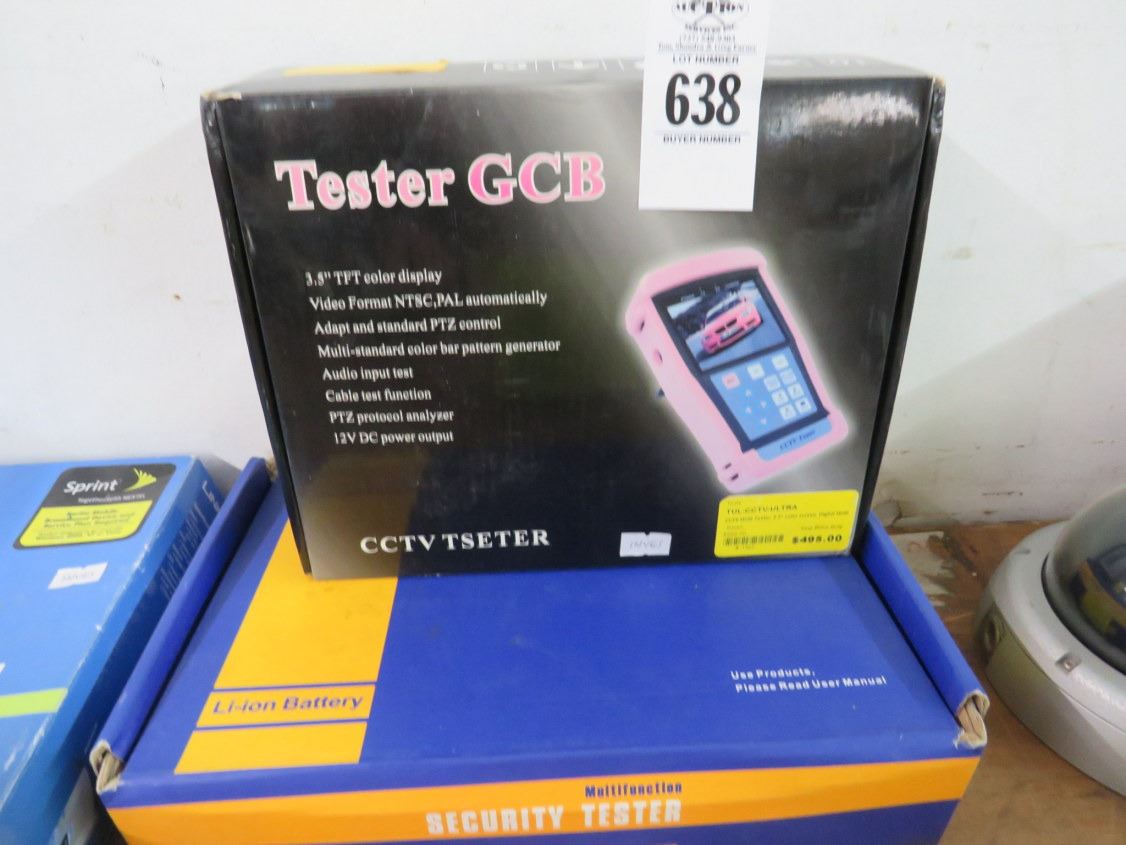 AUCTION
LOT NUMBER
638
BUYER NUMBER
Tester GCB
3.5" TFT color display
Video Format NTSC,PAL automatically
Adapt and standard PTZ control
Multi-standard color bar pattern generator
Audio input test
Cable test function
PTZ protocol analyzer
12V DC power output
CCTV Tester
TOL-CCTV-ULTRA
$495.00
CCTV TSETER
Sprint
Li-ion Battery
Use Products,
Please Read User Manual
Multifunction
SECURITY TESTER